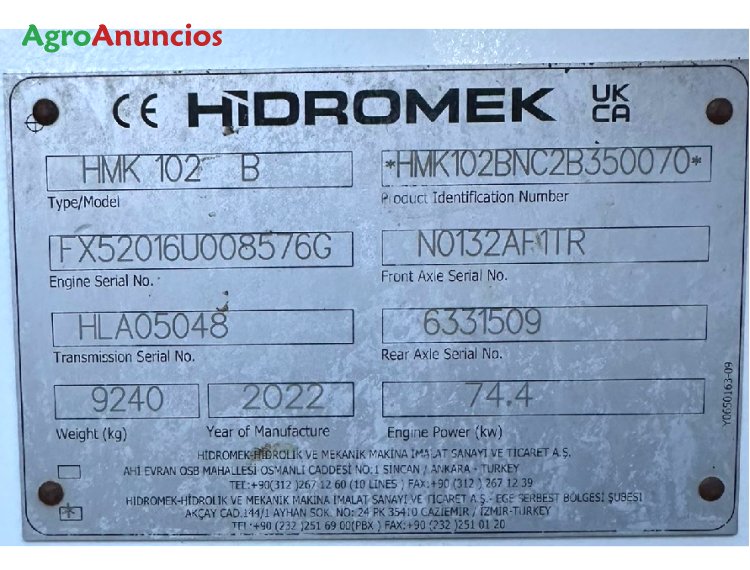 AgroAnuncios
CE HiDROMEK UK CA
HMK 102 B
*HMK102BNC2B350070*
Type/Model
Product Identification Number
FX52016U008576G
N0132AF1TR
Engine Serial No.
Front Axle Serial No.
HLA05048
6331509
Transmission Serial No.
Rear Axle Serial No.
9240
2022
74.4
Weight (kg)
Year of Manufacture
Engine Power (kw)
Y0650163-09
HİDROMEK-HİDROLİK VE MEKANİK MAKİNA İMALAT SANAYİ VE TİCARET A.Ş.
AHİ EVRAN OSB MAHALLESİ OSMANLI CADDESİ NO:1 SİNCAN / ANKARA - TURKEY
TEL:+90(312 )267 12 60 (10 LINES ) FAX:+90(312 ) 267 12 39
HİDROMEK-HİDROLİK VE MEKANİK MAKİNA İMALAT SANAYİ VE TİCARET A.Ş.- EGE SERBEST BÖLGESİ ŞUBESİ
AKÇAY CAD.144/1 AYHAN SOK. NO: 24 PK 35410 GAZİEMİR / İZMİR-TURKEY
TEL:+90 (232 )251 69 00(PBX ) FAX:+90 (232 )251 01 20